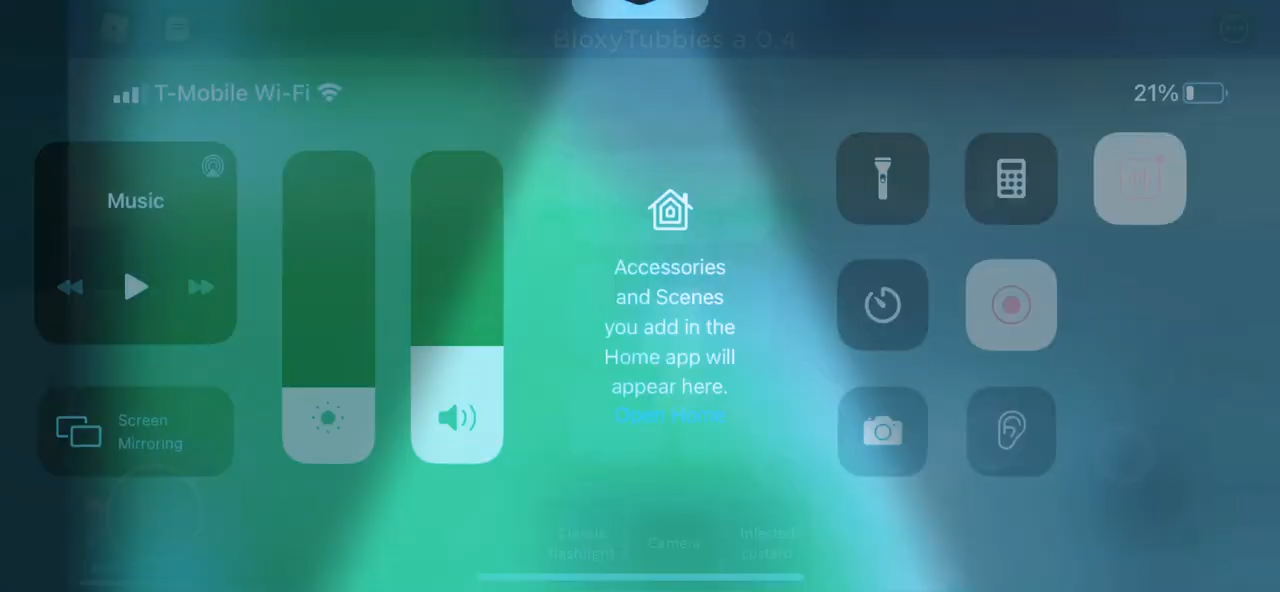 BloxyTubbies a 0.4
T-Mobile Wi-Fi
21%
Music
Accessories
and Scenes
you add in the
Home app will
appear here.
Open Home
Screen
Mirroring
Classic
flashlight
Camera
Infected
custard